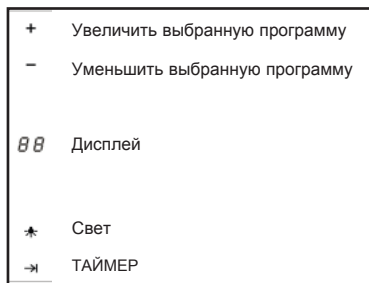 + Увеличить выбранную программу
− Уменьшить выбранную программу
88 Дисплей
Свет
ТАЙМЕР